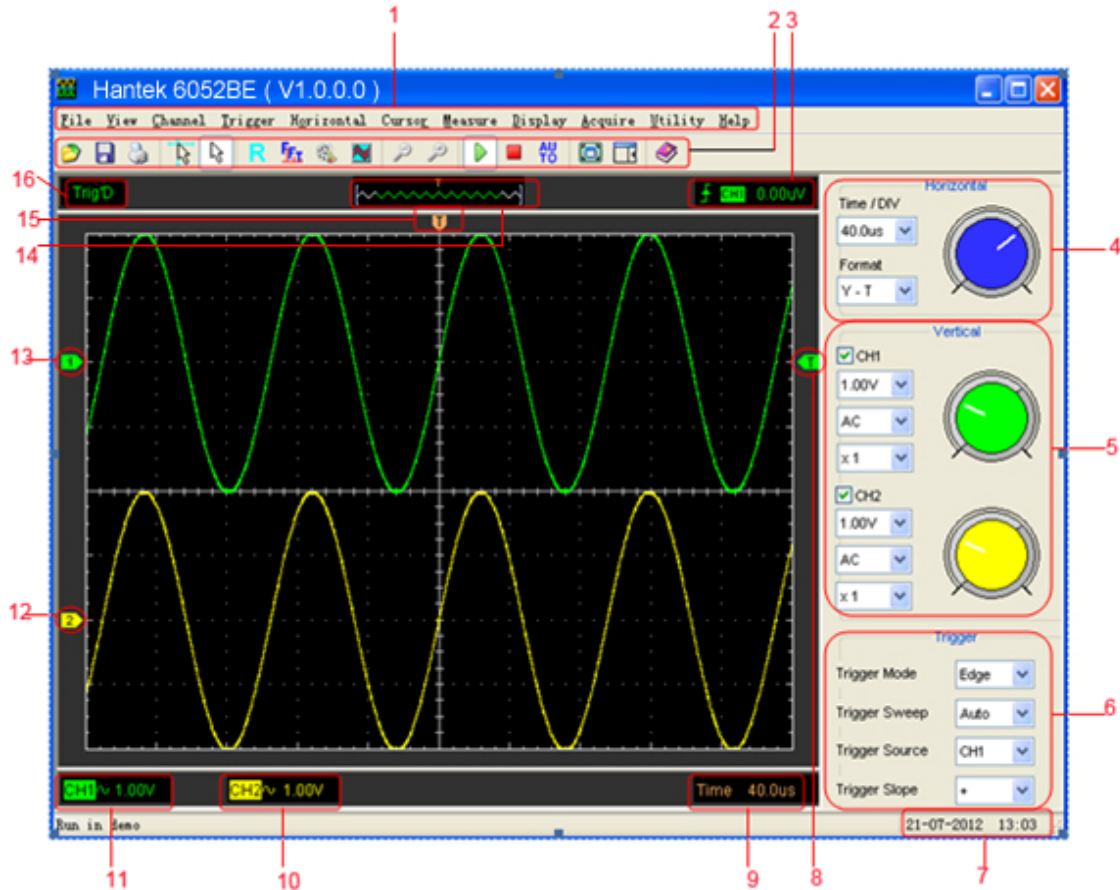 1
2 3
Hantek 6052BE ( V1.0.0.0 )
File View Channel Trigger Horizontal Cursor Measure Display Acquire Utility Help
R FFT AUTO
16
Trig'D
T
CH1 0.00uV
Horizontal
Time / DIV
40.0us
Format
Y - T
4
15
T
14
13
1
T
Vertical
CH1
1.00V
AC
x 1
5
CH2
1.00V
AC
x 1
12
2
Trigger
Trigger Mode Edge
Trigger Sweep Auto
6
Trigger Source CH1
Trigger Slope +
CH1 1.00V
CH2 1.00V
Time 40.0us
Run in demo
21-07-2012 13:03
11
10
9
8
7